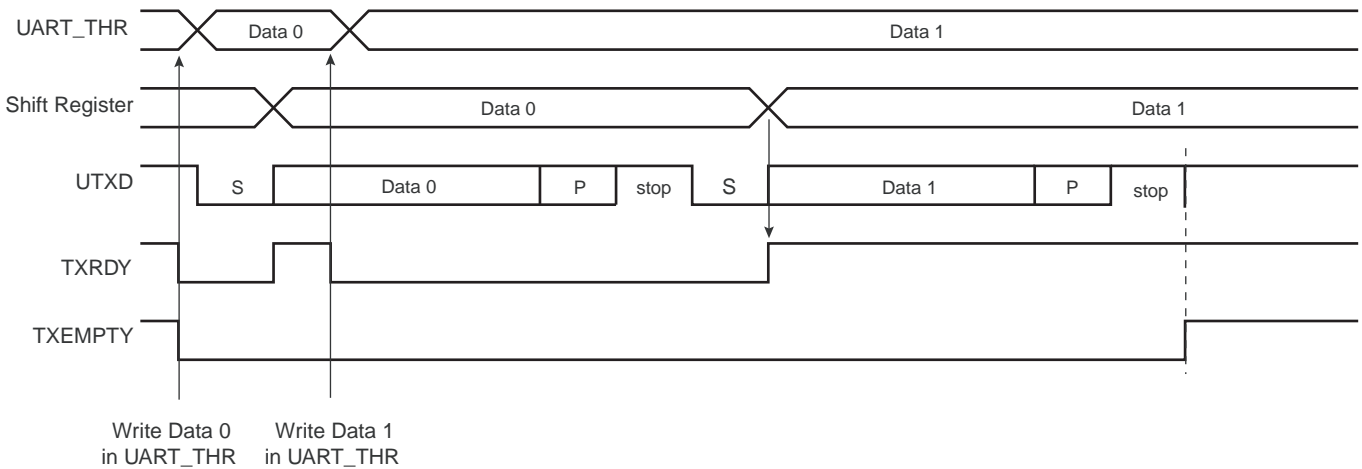 UART_THR
Data 0
Data 1
Shift Register
Data 0
Data 1
UTXD
S
Data 0
P
stop
S
Data 1
P
stop
TXRDY
TXEMPTY
Write Data 0
in UART_THR
Write Data 1
in UART_THR